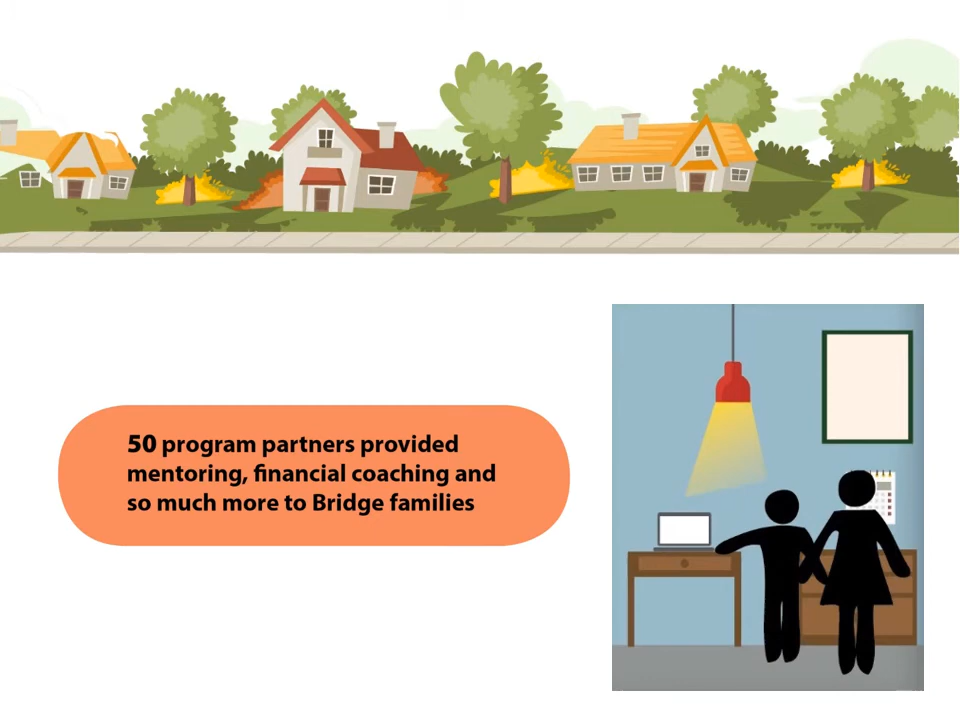 50 program partners provided
mentoring, financial coaching and
so much more to Bridge families